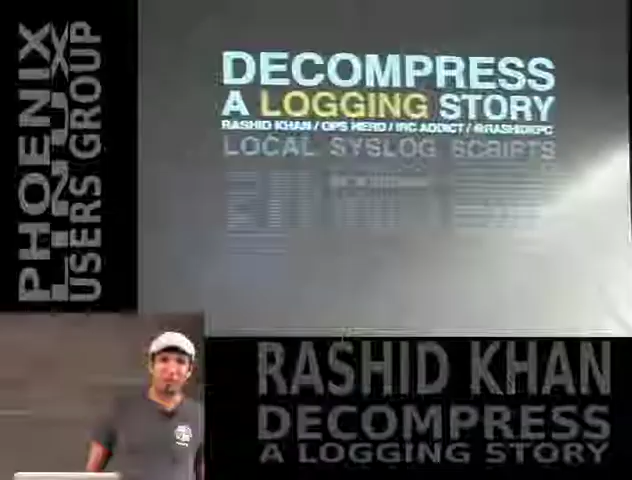 PHOENIX
LINUX
USERS GROUP
DECOMPRESS
A LOGGING STORY
RASHID KHAN / OPS NERD / IRC ADDICT / @RASHIDKPC
LOCAL SYSLOG SCRIPTS
RASHID KHAN
DECOMPRESS
A LOGGING STORY